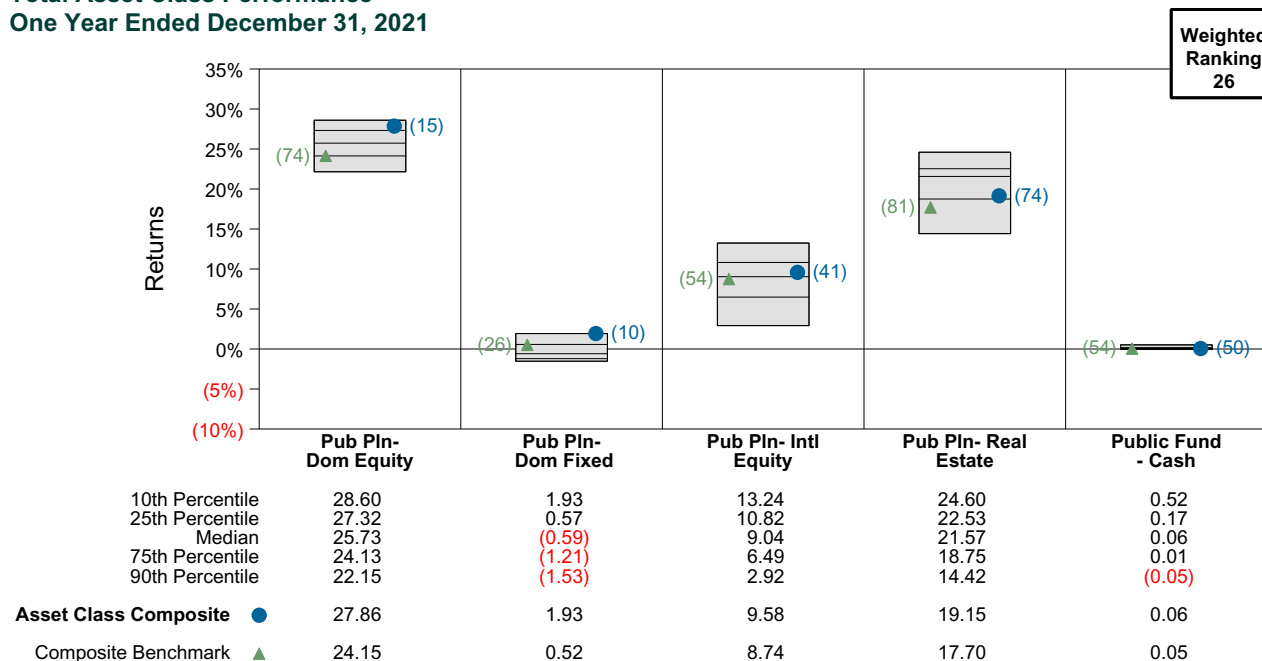 One Year Ended December 31, 2021
Weighted
Ranking
26
35%
30%
25%
20%
15%
10%
5%
0%
(5%)
(10%)
Returns
(74)
(15)
(26)
(10)
(54)
(41)
(81)
(74)
(54)
(50)
Pub Pln-
Dom Equity
Pub Pln-
Dom Fixed
Pub Pln- Intl
Equity
Pub Pln- Real
Estate
Public Fund
- Cash
10th Percentile 28.60 1.93 13.24 24.60 0.52
25th Percentile 27.32 0.57 10.82 22.53 0.17
Median 25.73 (0.59) 9.04 21.57 0.06
75th Percentile 24.13 (1.21) 6.49 18.75 0.01
90th Percentile 22.15 (1.53) 2.92 14.42 (0.05)
Asset Class Composite 27.86 1.93 9.58 19.15 0.06
Composite Benchmark 24.15 0.52 8.74 17.70 0.05